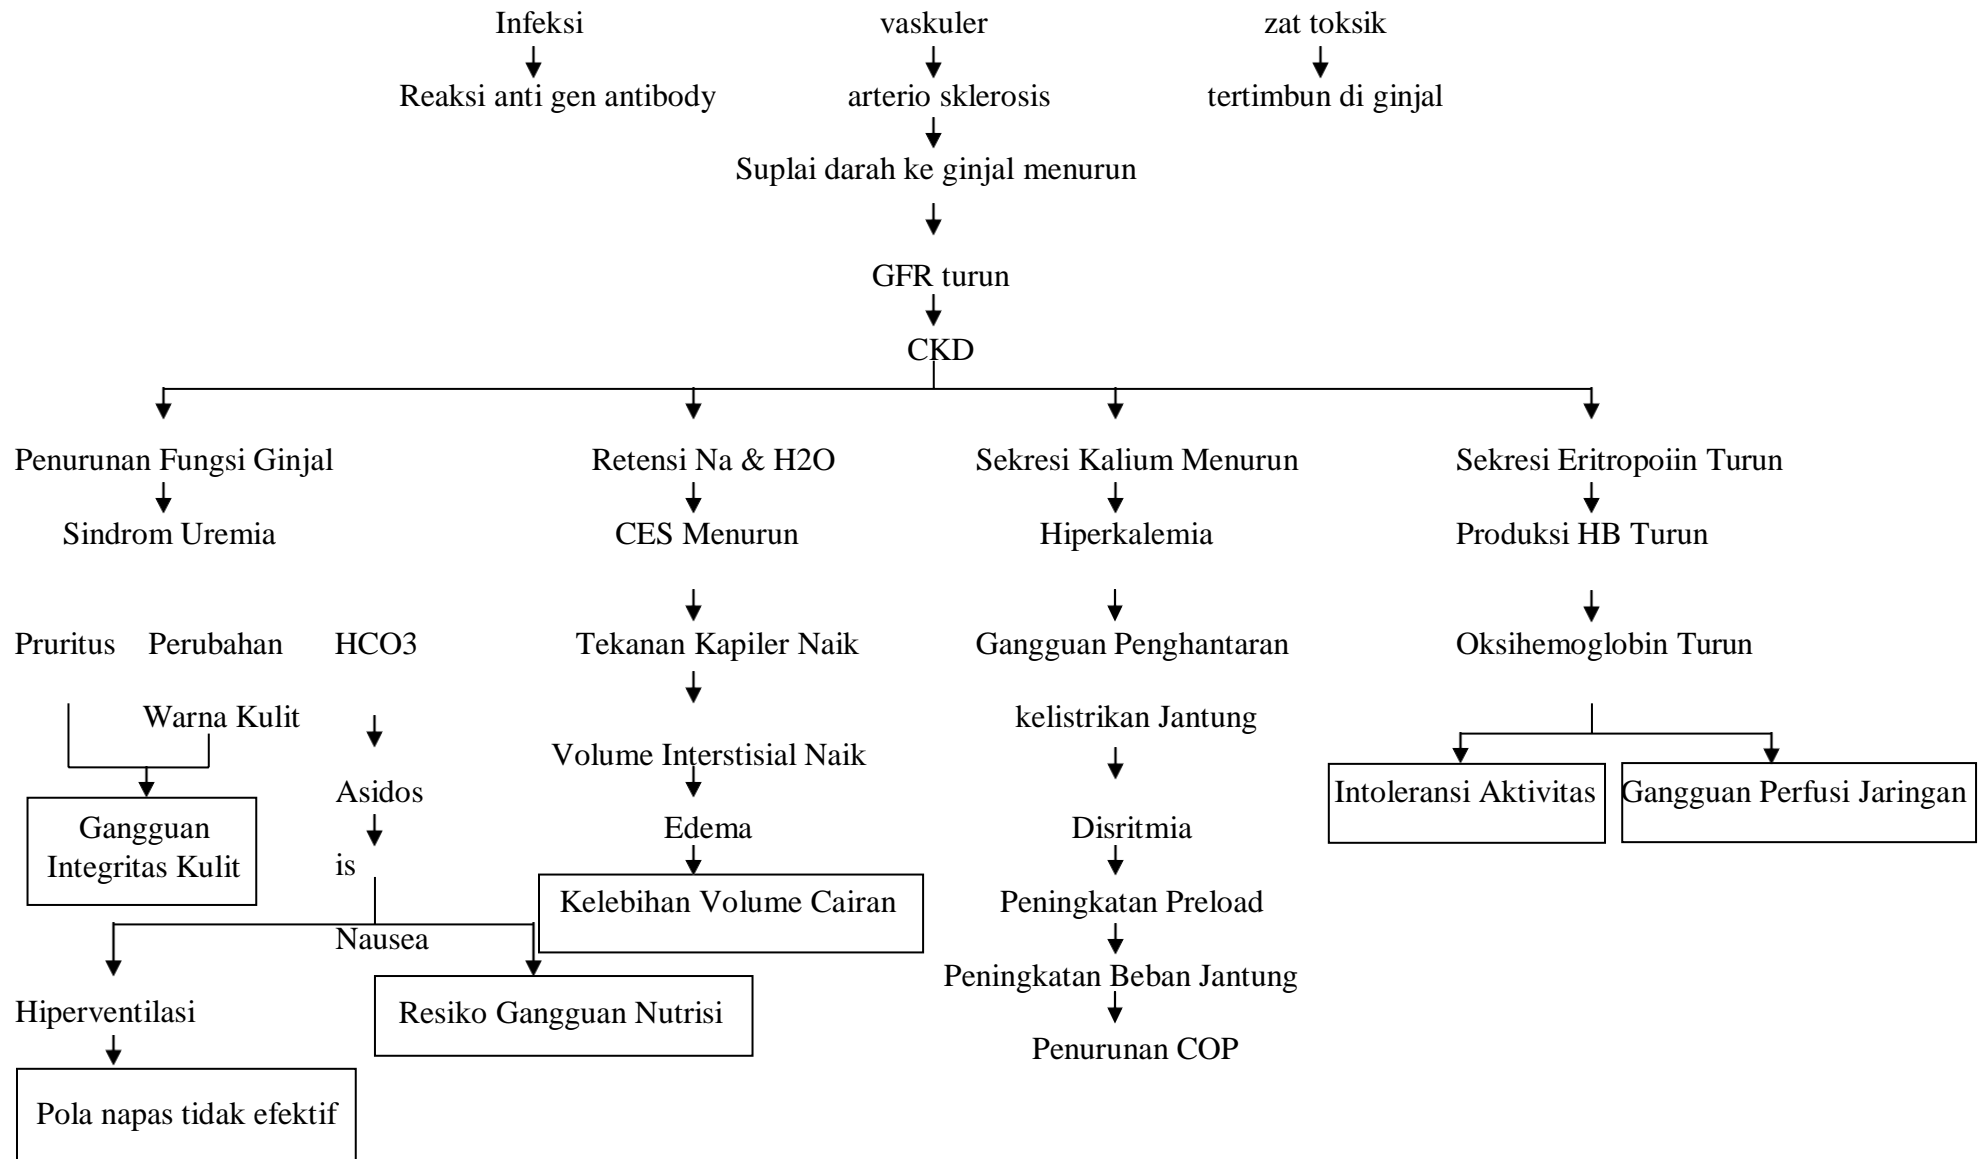 Infeksi vaskuler zat toksik
Reaksi anti gen antibody arterio sklerosis tertimbun di ginjal
Suplai darah ke ginjal menurun
GFR turun
CKD
Penurunan Fungsi Ginjal Retensi Na & H2O Sekresi Kalium Menurun Sekresi Eritropoiin Turun
Sindrom Uremia CES Menurun Hiperkalemia Produksi HB Turun
Pruritus Perubahan HCO3 Tekanan Kapiler Naik Gangguan Penghantaran Oksihemoglobin Turun
Warna Kulit kelistrikan Jantung
Volume Interstisial Naik
Asidos Intoleransi Aktivitas Gangguan Perfusi Jaringan
Gangguan Edema Disritmia
Integritas Kulit is
Kelebihan Volume Cairan Peningkatan Preload
Nausea
Peningkatan Beban Jantung
Hiperventilasi Resiko Gangguan Nutrisi
Penurunan COP
Pola napas tidak efektif